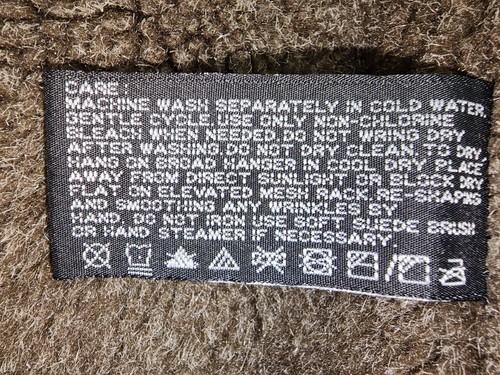 CARE:
MACHINE WASH SEPARATELY IN COLD WATER,
GENTLE CYCLE, USE ONLY NON-CHLORINE
BLEACH WHEN NEEDED DO NOT WRING DRY
AFTER WASHING DO NOT DRY CLEAN, TO DRY,
HANG ON BROAD HANGER IN COOL DRY PLACE
AWAY FROM DIRECT SUNLIGHT OR BLOCK DRY
FLAT ON ELEVATED MESH RACK, RE-SHAPING
AND SMOOTHING ANY WRINKLES BY
HAND. DO NOT IRON USE SOFT SUEDE BRUSH
OR HAND STEAMER IF NECESSARY.